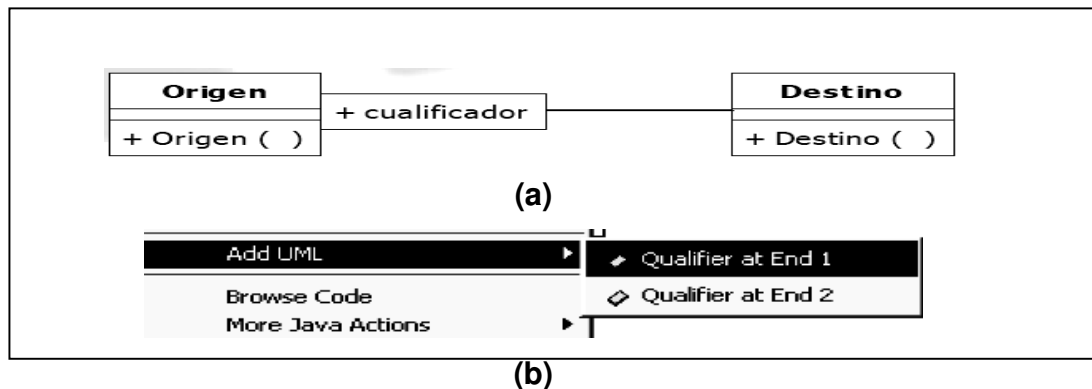 Origen
+ Origen ( )
+ cualificador
Destino
+ Destino ( )
(a)
Add UML
Qualifier at End 1
Qualifier at End 2
Browse Code
More Java Actions
(b)